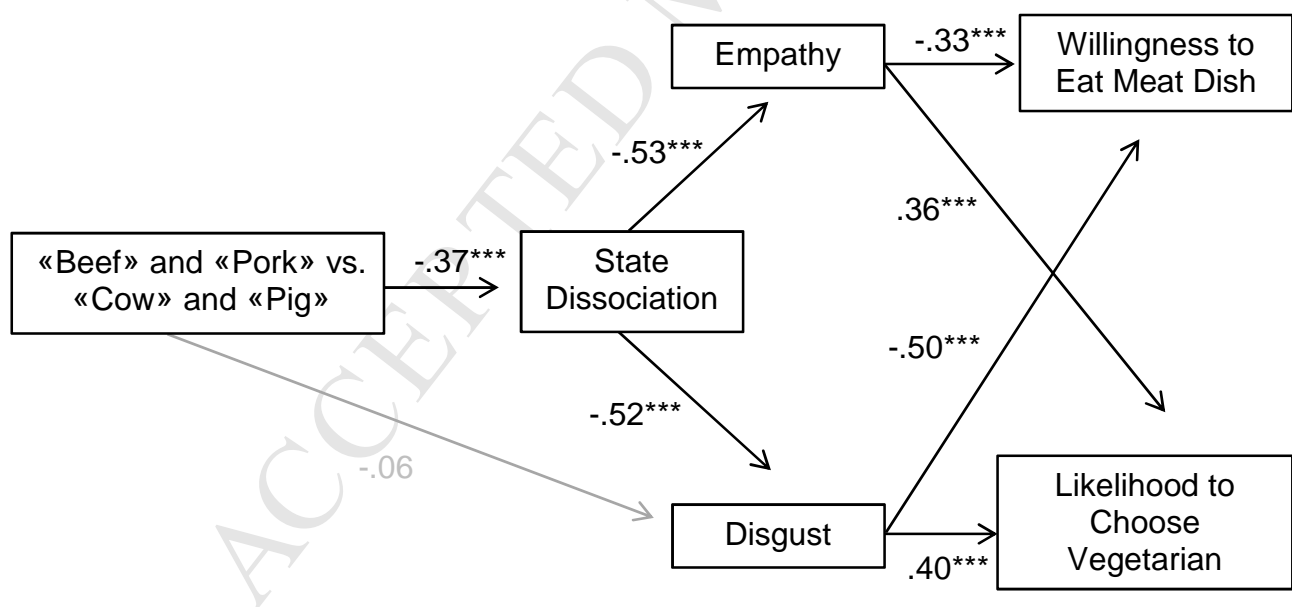 Empathy
-.33***
Willingness to
Eat Meat Dish
-.53***
.36***
«Beef» and «Pork» vs.
«Cow» and «Pig»
-.37***
State
Dissociation
-.50***
-.52***
-.06
Disgust
.40***
Likelihood to
Choose
Vegetarian
ACCEPTED M